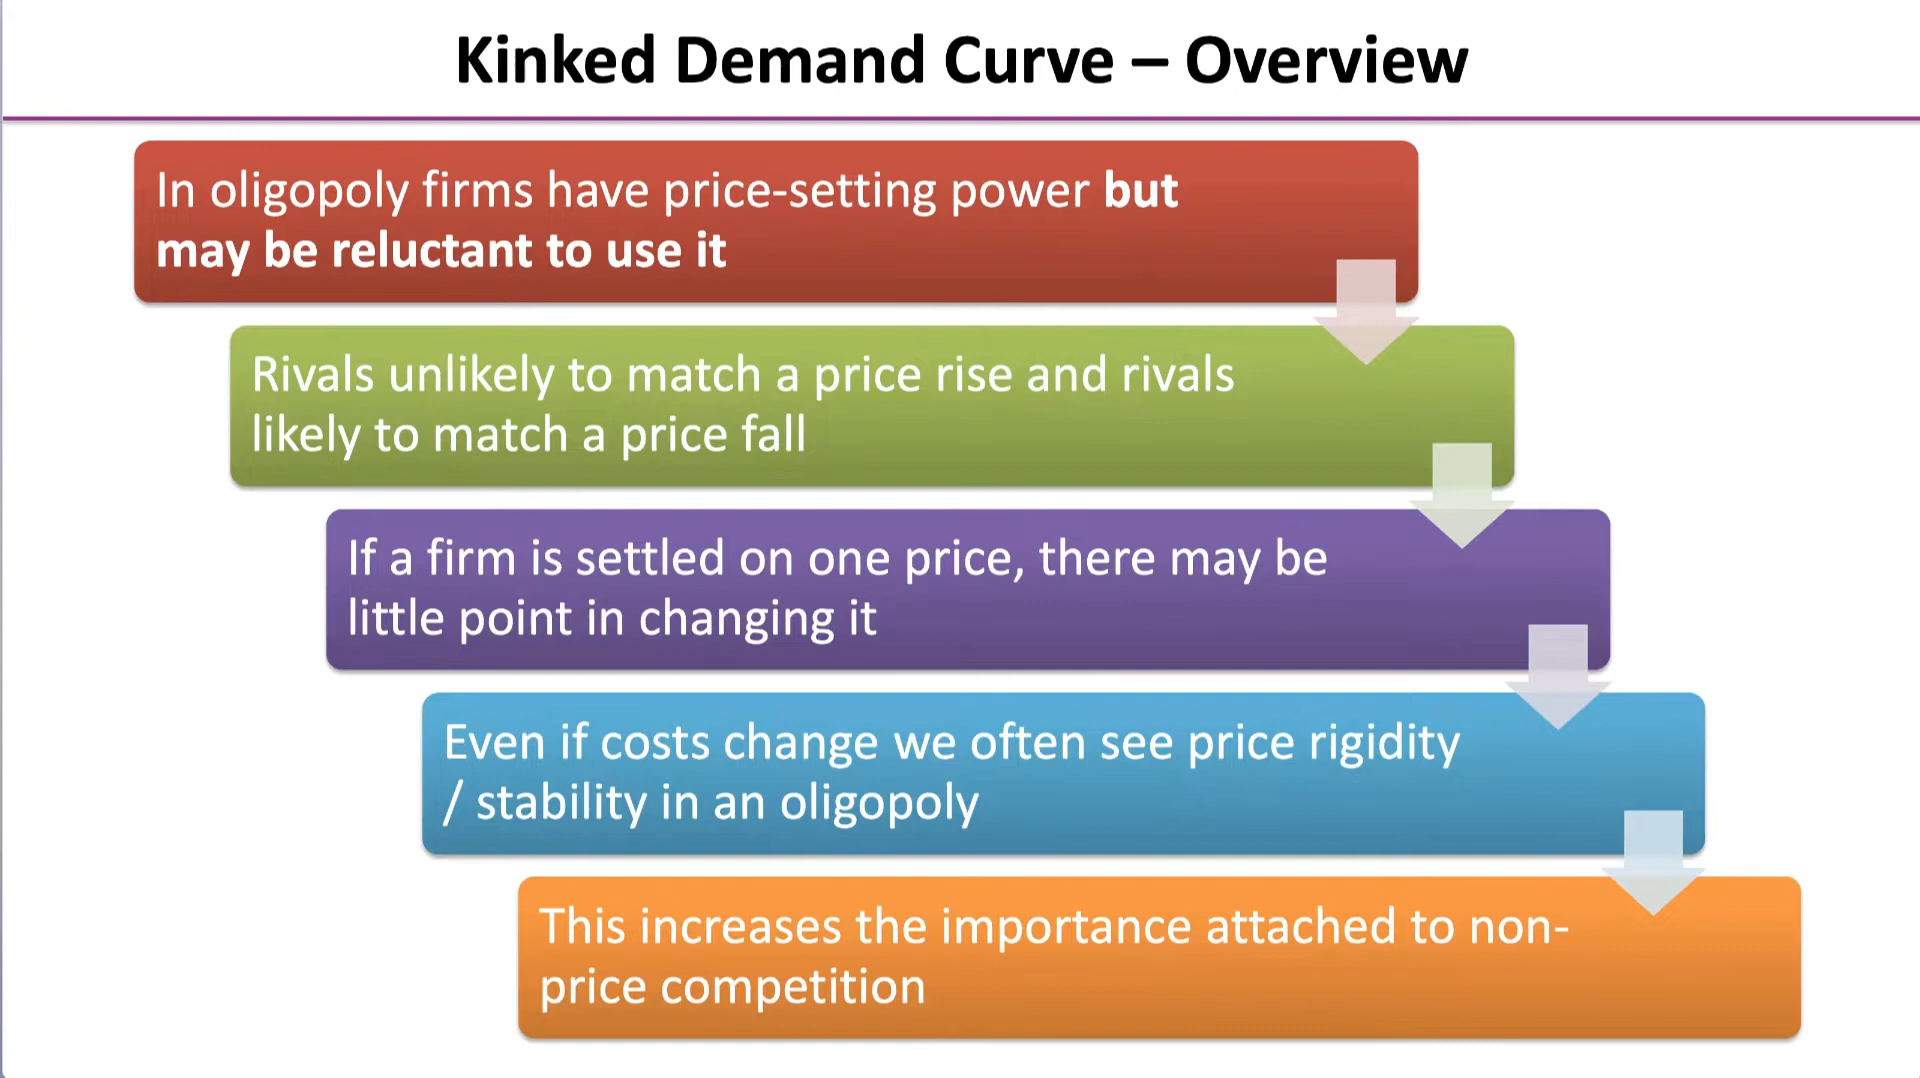 Kinked Demand Curve – Overview
In oligopoly firms have price-setting power but
may be reluctant to use it
Rivals unlikely to match a price rise and rivals
likely to match a price fall
If a firm is settled on one price, there may be
little point in changing it
Even if costs change we often see price rigidity
/ stability in an oligopoly
This increases the importance attached to non-
price competition